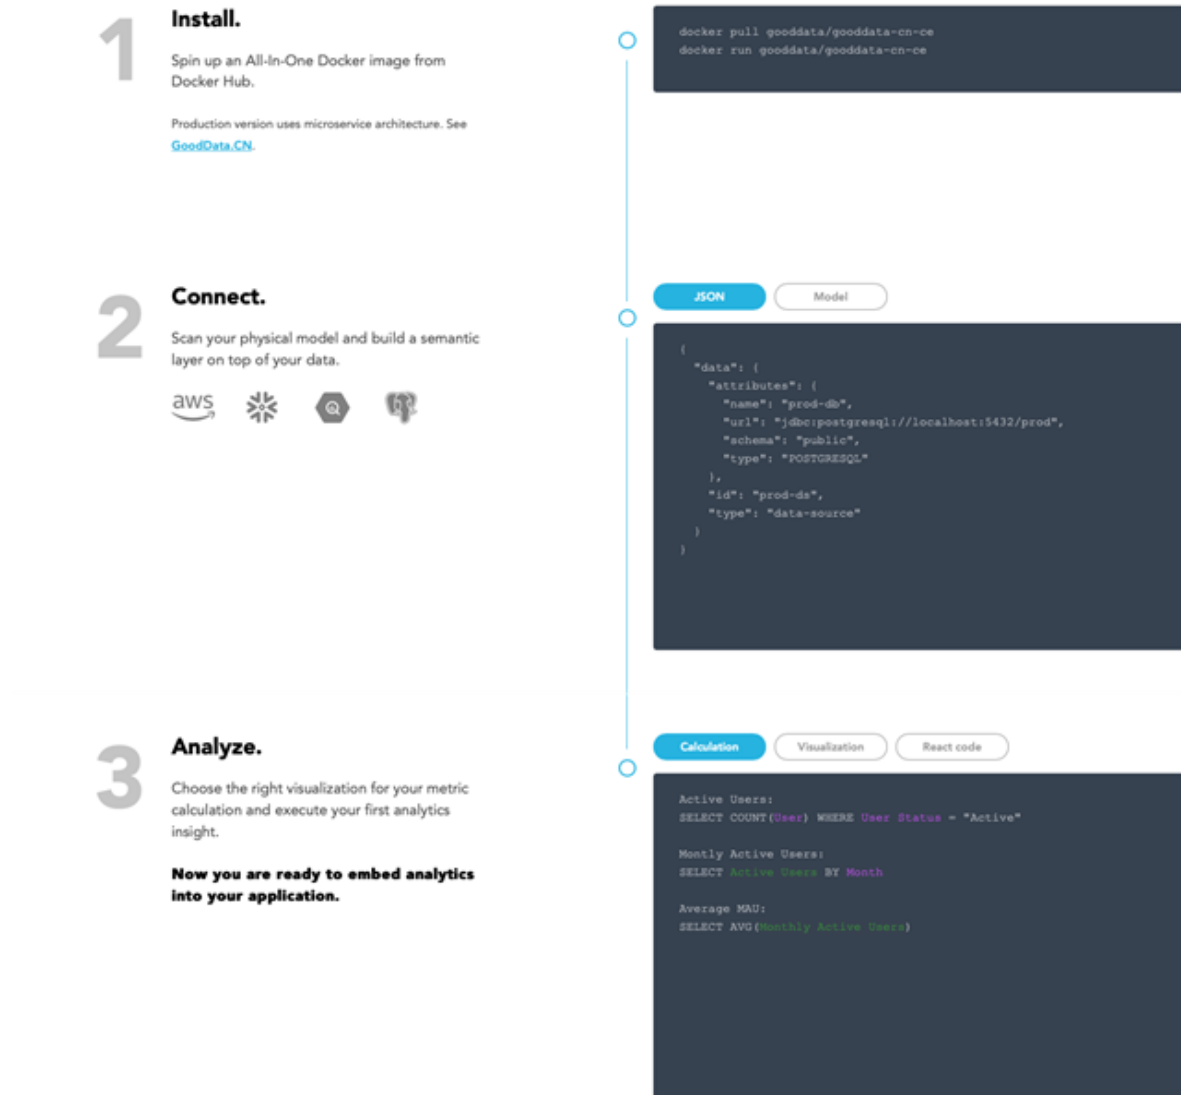 1
Install.
Spin up an All-In-One Docker image from
Docker Hub.
Production version uses microservice architecture. See
GoodData.CN.
docker pull gooddata/gooddata-cn-ce
docker run gooddata/gooddata-cn-ce
2
Connect.
Scan your physical model and build a semantic
layer on top of your data.
aws
JSON
Model
{
"data": {
"attributes": {
"name": "prod-db",
"url": "jdbc:postgresql://localhost:5432/prod",
"schema": "public",
"type": "POSTGRESQL"
},
"id": "prod-ds",
"type": "data-source"
}
}
3
Analyze.
Choose the right visualization for your metric
calculation and execute your first analytics
insight.
Now you are ready to embed analytics
into your application.
Calculation
Visualization
React code
Active Users:
SELECT COUNT(User) WHERE User Status = "Active"
Montly Active Users:
SELECT Active Users BY Month
Average MAU:
SELECT AVG(Monthly Active Users)